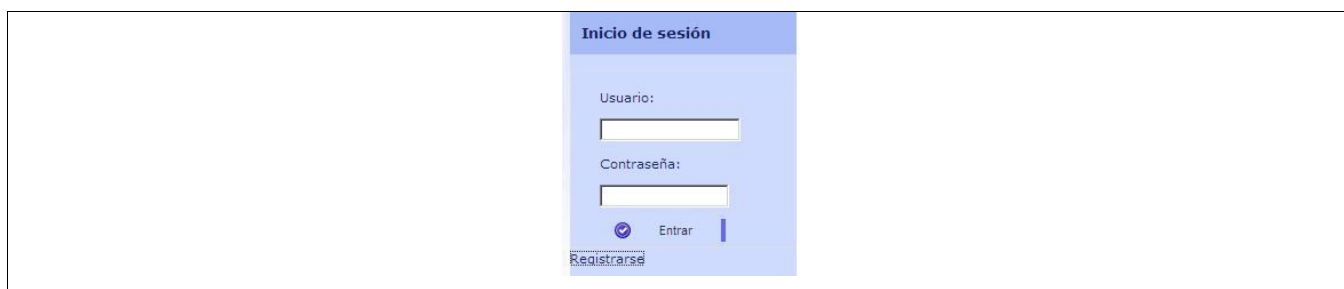 Inicio de sesión
Usuario:
Contraseña:
Entrar
Registrarse